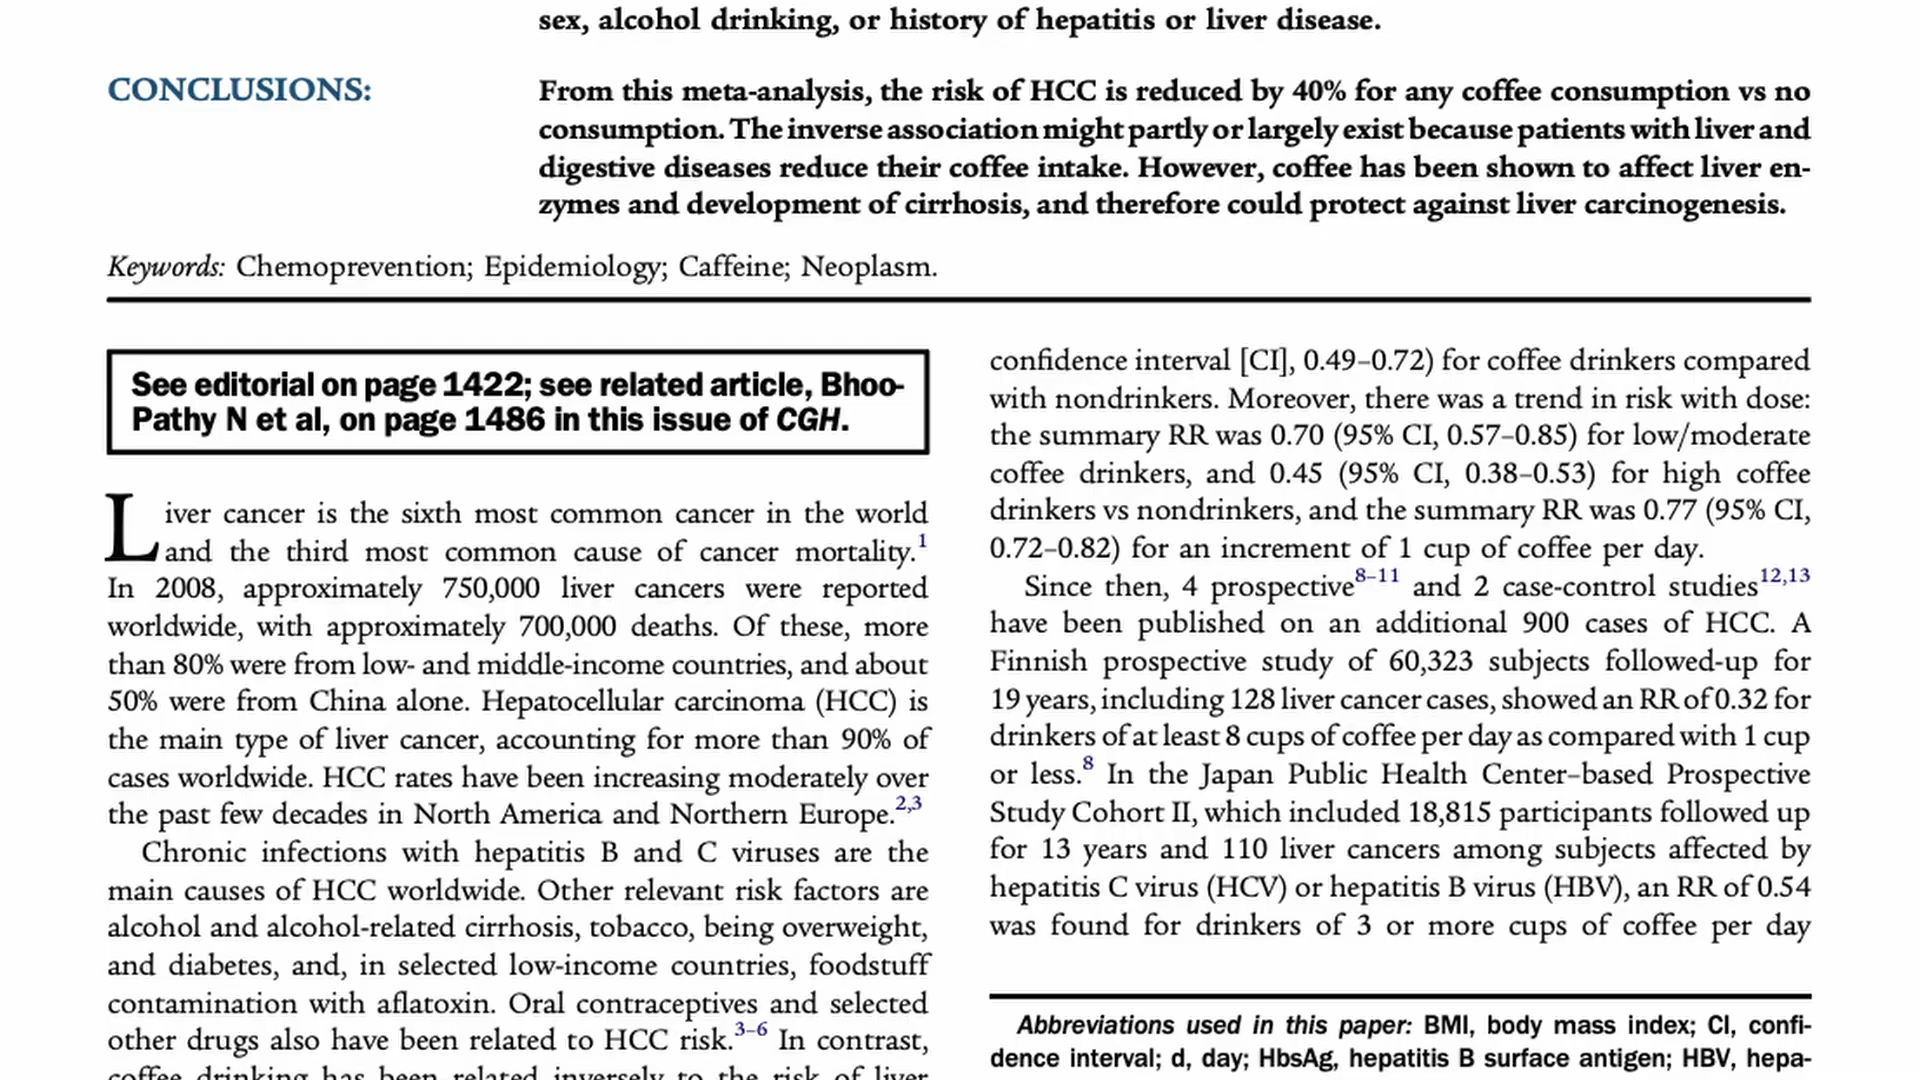 sex, alcohol drinking, or history of hepatitis or liver disease.
CONCLUSIONS:
From this meta-analysis, the risk of HCC is reduced by 40% for any coffee consumption vs no
consumption. The inverse association might partly or largely exist because patients with liver and
digestive diseases reduce their coffee intake. However, coffee has been shown to affect liver en-
zymes and development of cirrhosis, and therefore could protect against liver carcinogenesis.
Keywords: Chemoprevention; Epidemiology; Caffeine; Neoplasm.
See editorial on page 1422; see related article, Bhoo-
Pathy N et al, on page 1486 in this issue of CGH.
Liver cancer is the sixth most common cancer in the world
and the third most common cause of cancer mortality.1
In 2008, approximately 750,000 liver cancers were reported
worldwide, with approximately 700,000 deaths. Of these, more
than 80% were from low- and middle-income countries, and about
50% were from China alone. Hepatocellular carcinoma (HCC) is
the main type of liver cancer, accounting for more than 90% of
cases worldwide. HCC rates have been increasing moderately over
the past few decades in North America and Northern Europe.2,3
Chronic infections with hepatitis B and C viruses are the
main causes of HCC worldwide. Other relevant risk factors are
alcohol and alcohol-related cirrhosis, tobacco, being overweight,
and diabetes, and, in selected low-income countries, foodstuff
contamination with aflatoxin. Oral contraceptives and selected
other drugs also have been related to HCC risk.3–6 In contrast,
coffee drinking has been related inversely to the risk of liver
confidence interval [CI], 0.49–0.72) for coffee drinkers compared
with nondrinkers. Moreover, there was a trend in risk with dose:
the summary RR was 0.70 (95% CI, 0.57–0.85) for low/moderate
coffee drinkers, and 0.45 (95% CI, 0.38–0.53) for high coffee
drinkers vs nondrinkers, and the summary RR was 0.77 (95% CI,
0.72–0.82) for an increment of 1 cup of coffee per day.
Since then, 4 prospective8–11 and 2 case-control studies12,13
have been published on an additional 900 cases of HCC. A
Finnish prospective study of 60,323 subjects followed-up for
19 years, including 128 liver cancer cases, showed an RR of 0.32 for
drinkers of at least 8 cups of coffee per day as compared with 1 cup
or less.8 In the Japan Public Health Center–based Prospective
Study Cohort II, which included 18,815 participants followed up
for 13 years and 110 liver cancers among subjects affected by
hepatitis C virus (HCV) or hepatitis B virus (HBV), an RR of 0.54
was found for drinkers of 3 or more cups of coffee per day
Abbreviations used in this paper: BMI, body mass index; CI, confi-
dence interval; d, day; HbsAg, hepatitis B surface antigen; HBV, hepa-